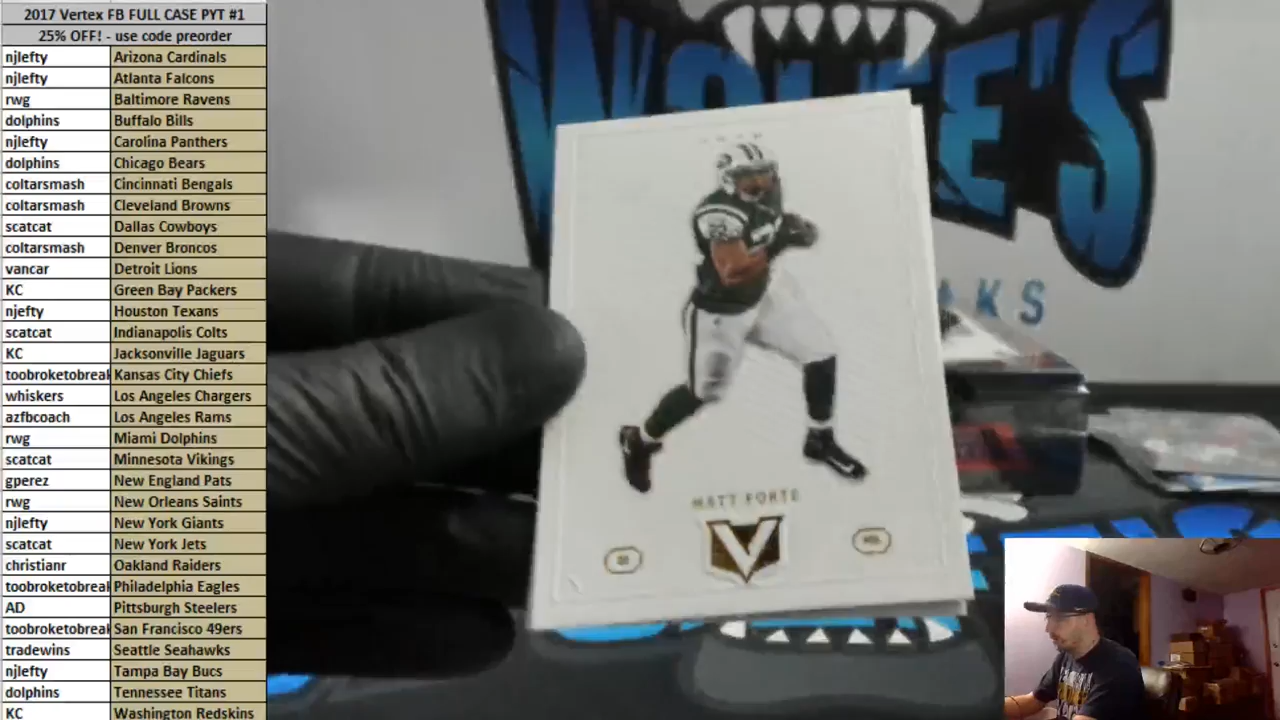 2017 Vertex FB FULL CASE PYT #1
25% OFF! - use code preorder
njlefty Arizona Cardinals
njlefty Atlanta Falcons
rwg Baltimore Ravens
dolphins Buffalo Bills
njlefty Carolina Panthers
dolphins Chicago Bears
coltarsmash Cincinnati Bengals
coltarsmash Cleveland Browns
scatcat Dallas Cowboys
coltarsmash Denver Broncos
vancar Detroit Lions
KC Green Bay Packers
njefty Houston Texans
scatcat Indianapolis Colts
KC Jacksonville Jaguars
toobroketobreak Kansas City Chiefs
whiskers Los Angeles Chargers
azfbcoach Los Angeles Rams
rwg Miami Dolphins
scatcat Minnesota Vikings
gperez New England Pats
rwg New Orleans Saints
njlefty New York Giants
scatcat New York Jets
christianr Oakland Raiders
toobroketobreak Philadelphia Eagles
AD Pittsburgh Steelers
toobroketobreak San Francisco 49ers
tradewins Seattle Seahawks
njlefty Tampa Bay Bucs
dolphins Tennessee Titans
KC Washington Redskins
MATT FORTE
V